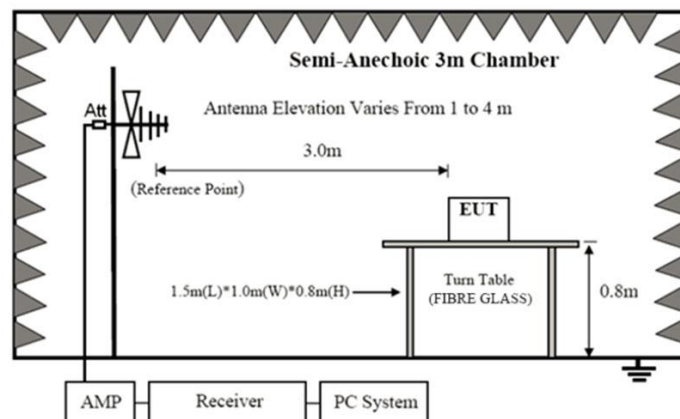 Semi-Anechoic 3m Chamber
Att
Antenna Elevation Varies From 1 to 4 m
3.0m
(Reference Point)
EUT
1.5m(L)*1.0m(W)*0.8m(H)
Turn Table
(FIBRE GLASS)
0.8m
AMP
Receiver
PC System